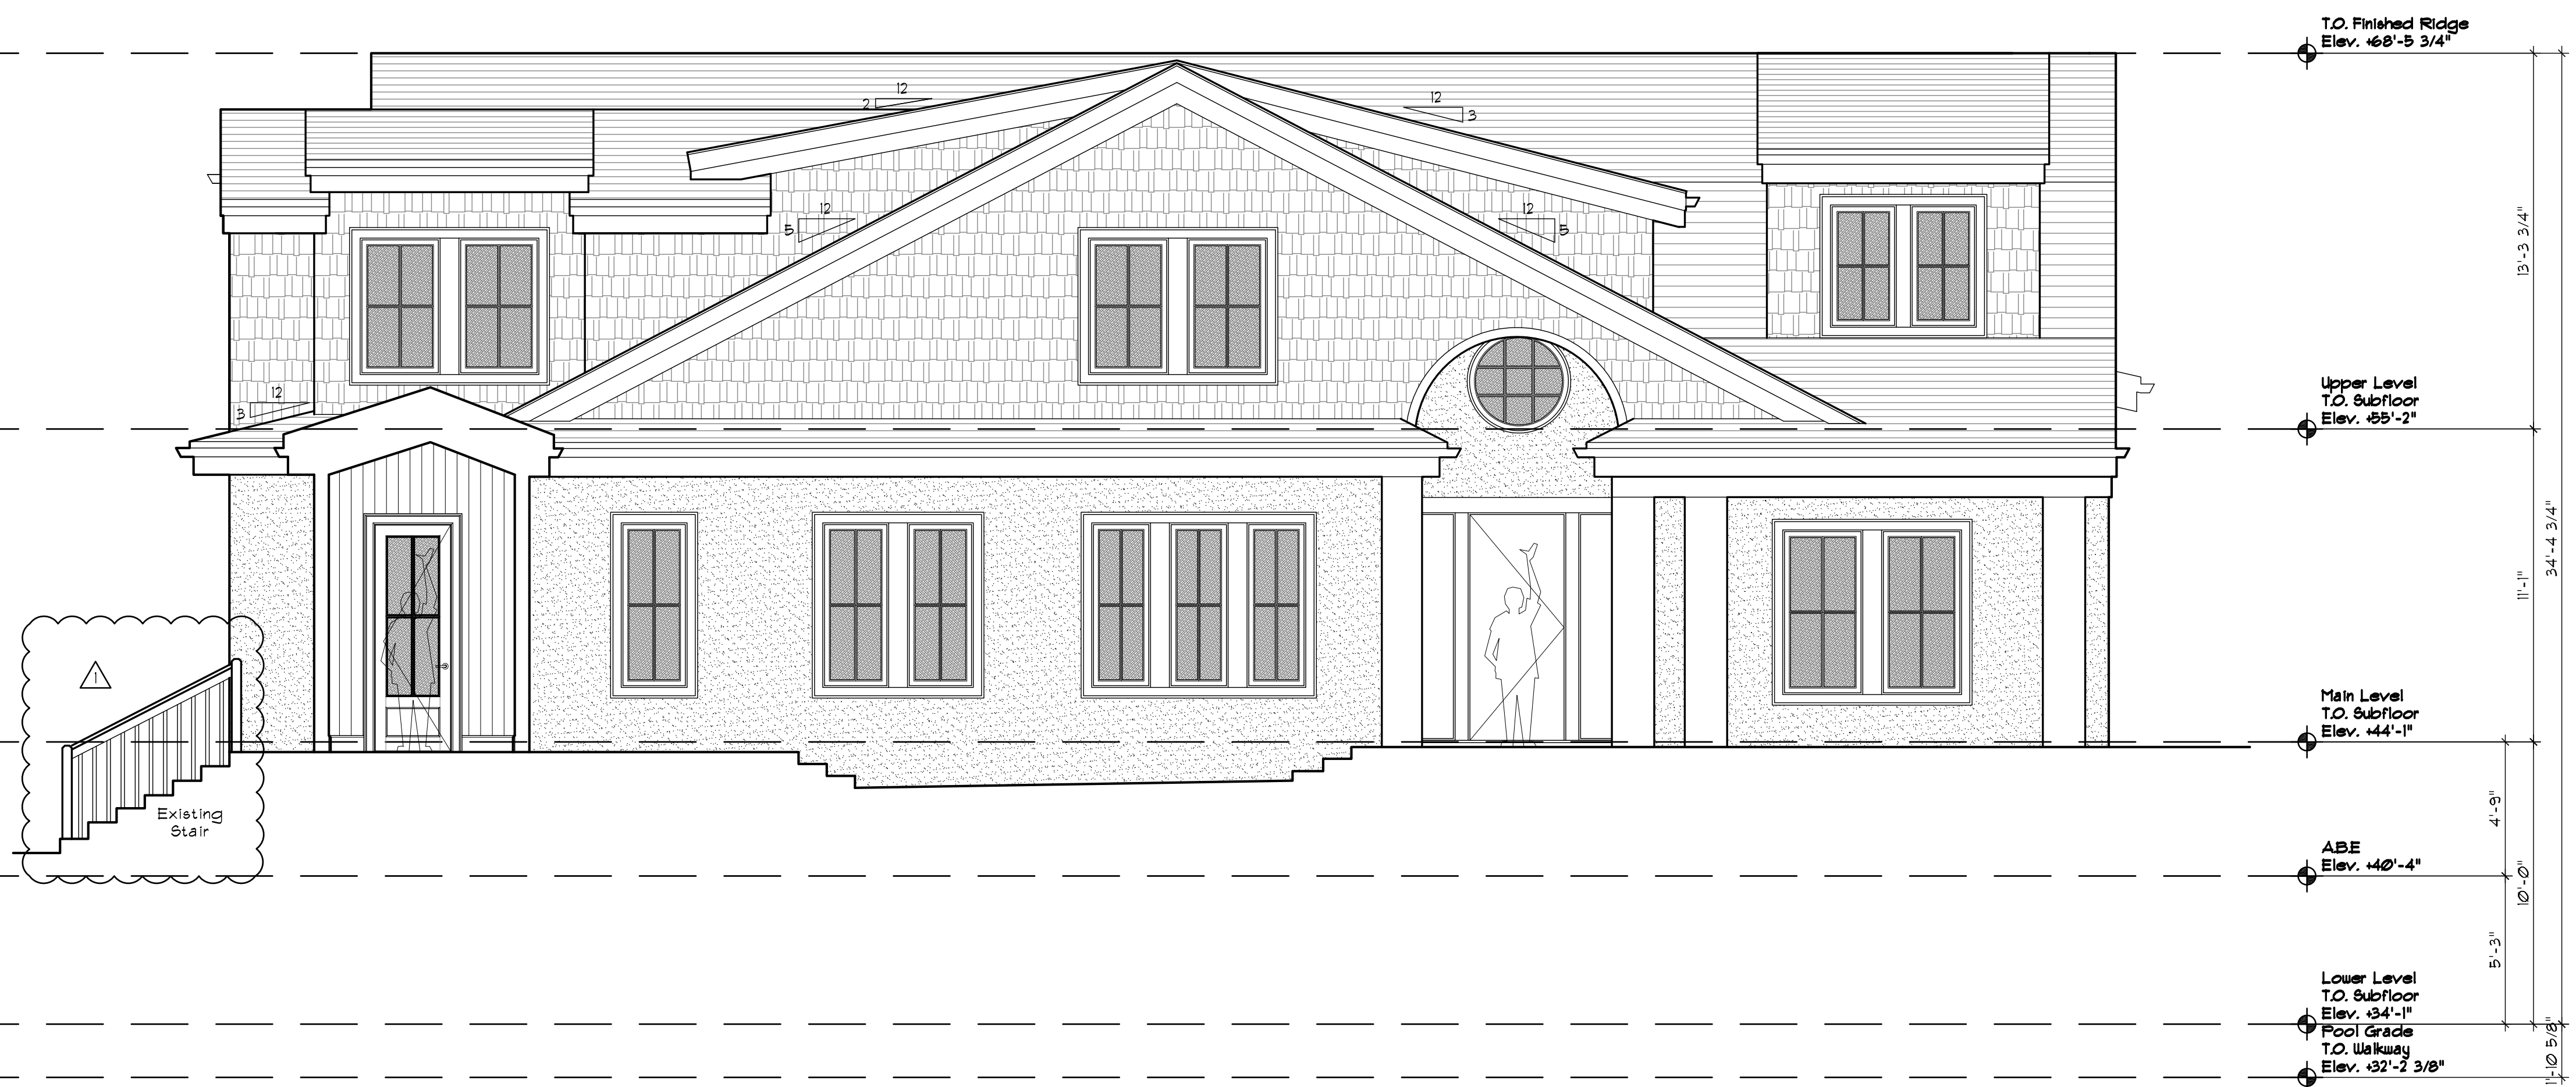 T.O. Finished Ridge
Elev. +68'-5 3/4"
12
2
12
3
12
5
12
5
13'-3 3/4"
12
3
Upper Level
T.O. Subfloor
Elev. +55'-2"
34'-4 3/4"
11'-1"
1
Main Level
T.O. Subfloor
Elev. +44'-1"
Existing
Stair
4'-9"
A.B.E
Elev. +40'-4"
10'-0"
5'-3"
Lower Level
T.O. Subfloor
Elev. +34'-1"
Pool Grade
T.O. Walkway
Elev. +32'-2 3/8"
1'-10 5/8"